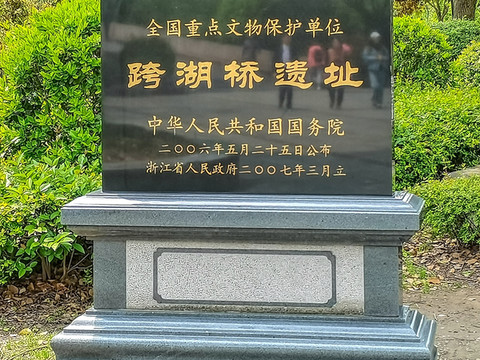 全国重点文物保护单位
跨湖桥遗址
中华人民共和国国务院
二〇〇六年五月二十五日公布
浙江省人民政府二〇〇七年三月立